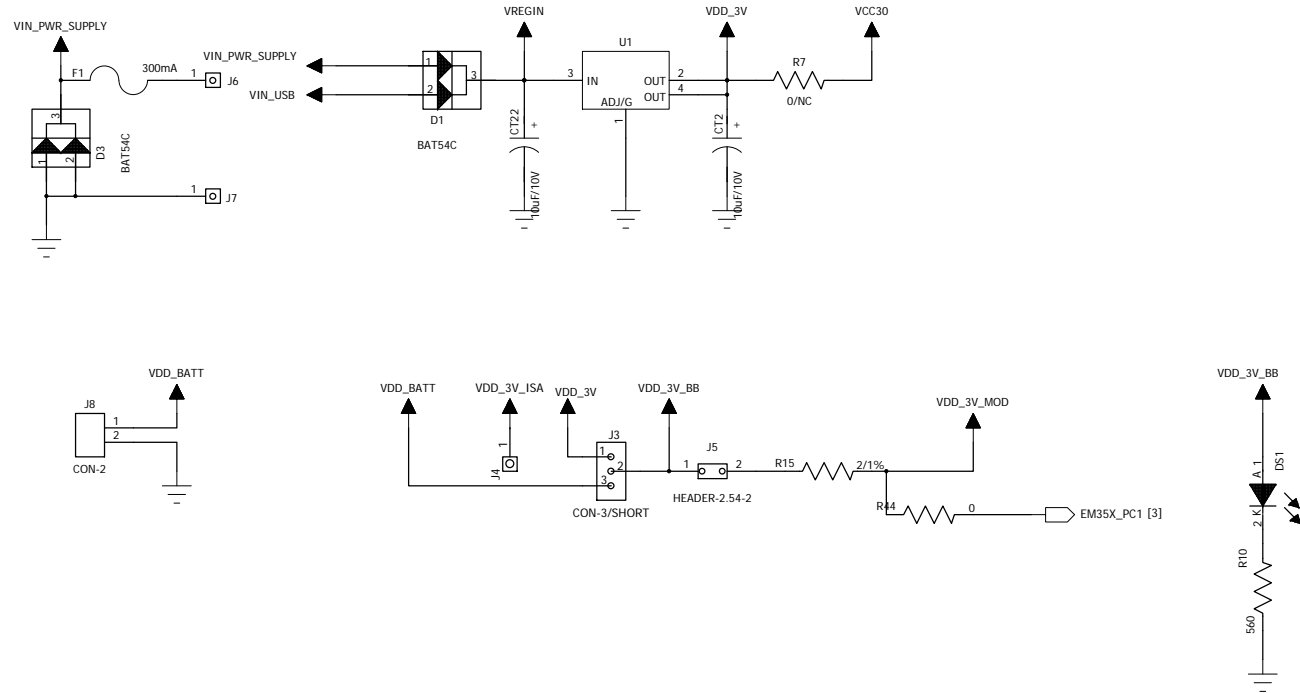 VIN_PWR_SUPPLY
F1
300mA
1
J6
3
1
2
D3
BAT54C
1
J7
VIN_PWR_SUPPLY
VIN_USB
1
2
3
D1
BAT54C
VREGIN
CT22
+
10uF/10V
U1
3
IN
OUT
2
OUT
4
ADJ/G
1
VDD_3V
CT2
+
10uF/10V
R7
0/NC
VCC30
J8
1
2
CON-2
VDD_BATT
VDD_BATT
VDD_3V_ISA
1
J4
VDD_3V
J3
1
2
3
CON-3/SHORT
VDD_3V_BB
J5
1
2
HEADER-2.54-2
R15
2/1%
VDD_3V_MOD
R44
0
EM35X_PC1 [3]
VDD_3V_BB
A 1
DS1
2 K
R10
560